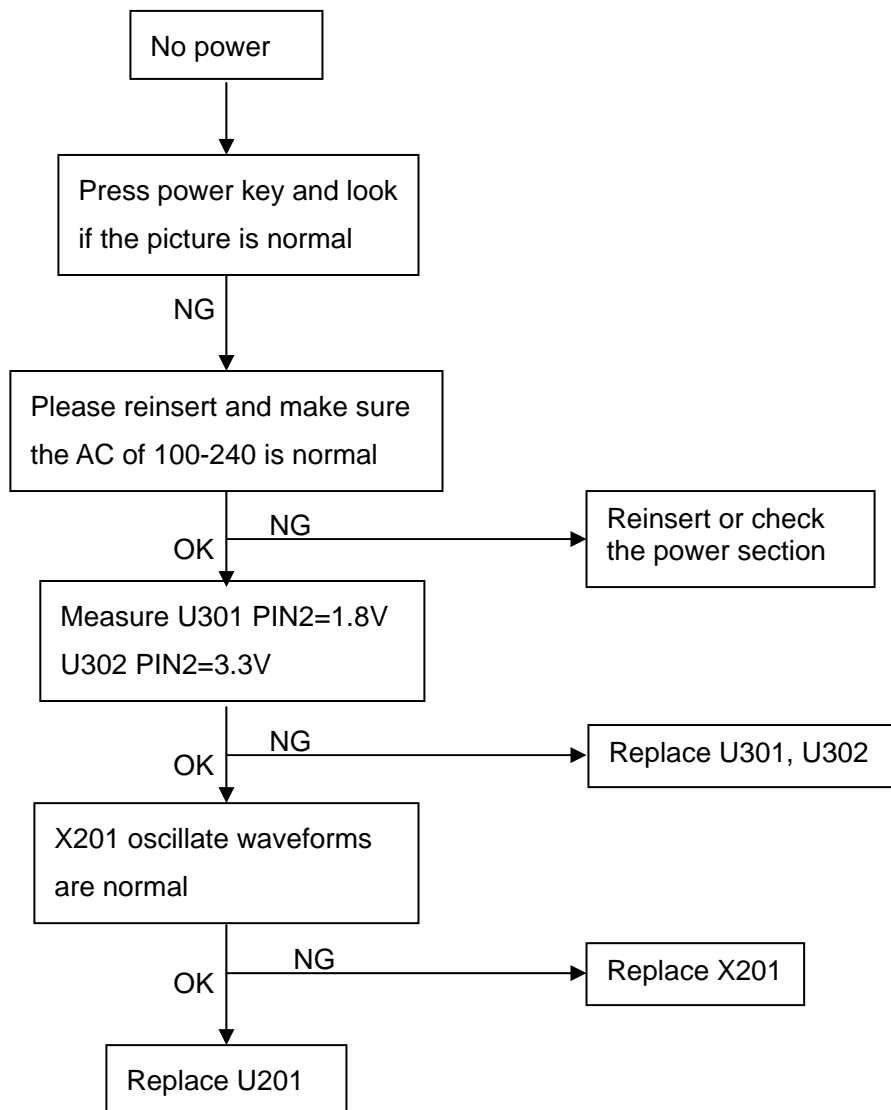 No power
Press power key and look
if the picture is normal
NG
Please reinsert and make sure
the AC of 100-240 is normal
NG
OK
Reinsert or check
the power section
Measure U301 PIN2=1.8V
U302 PIN2=3.3V
NG
OK
Replace U301, U302
X201 oscillate waveforms
are normal
NG
OK
Replace X201
Replace U201